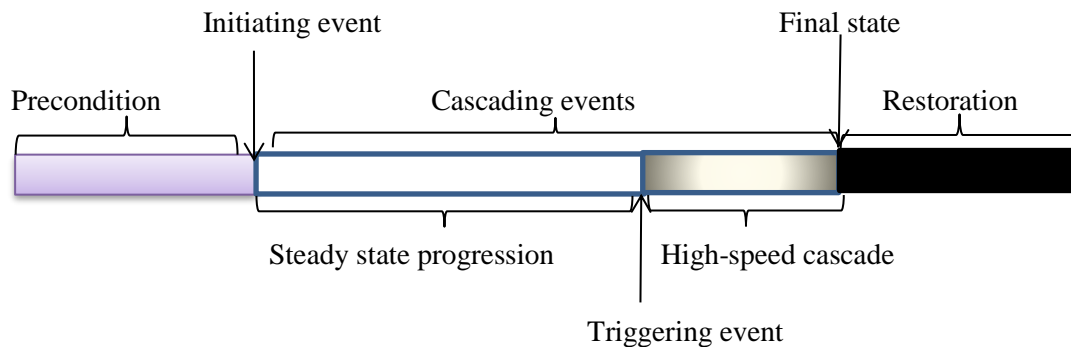 Initiating event
Final state
Precondition
Cascading events
Restoration
Steady state progression
High-speed cascade
Triggering event